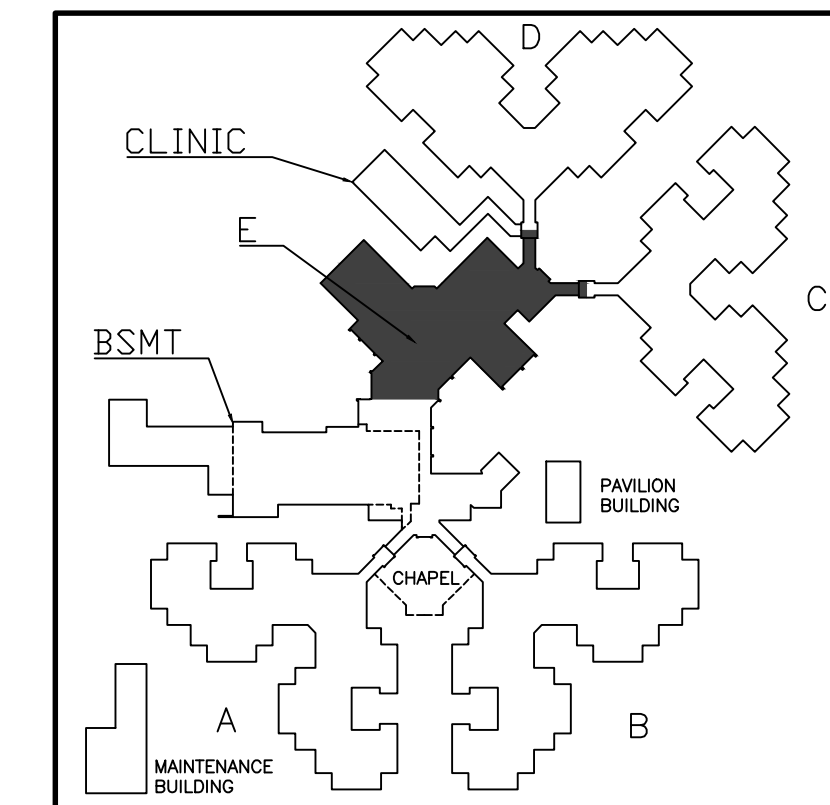 D
CLINIC
E
C
BSMT
PAVILION
BUILDING
CHAPEL
A
B
MAINTENANCE
BUILDING